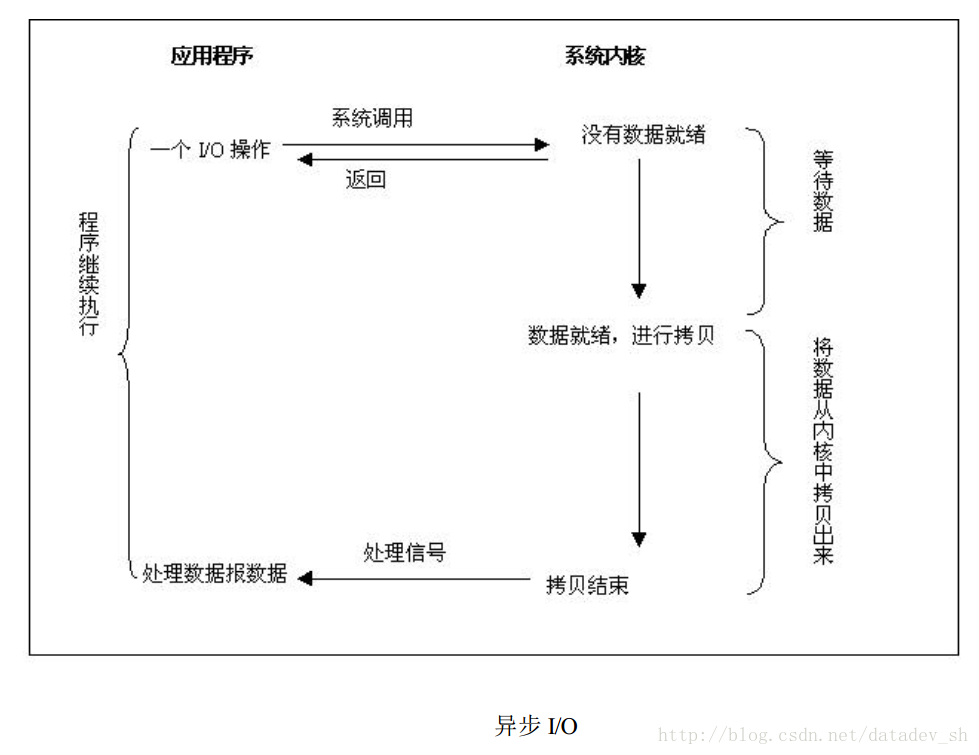 应用程序
系统内核
系统调用
一个 I/O 操作
没有数据就绪
返回
等待数据
程序继续执行
数据就绪，进行拷贝
将数据从内核中拷贝出来
处理信号
处理数据报数据
拷贝结束
异步 I/O
http://blog.csdn.net/datadev_sh